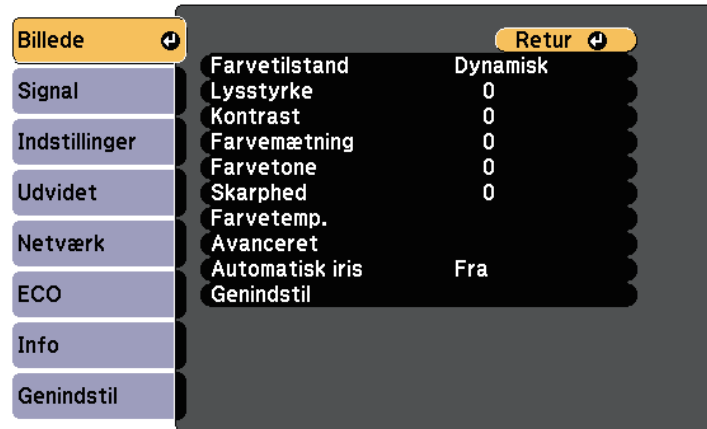 Billede
Signal
Indstillinger
Udvidet
Netværk
ECO
Info
Genindstil
Retur
Farvetilstand Dynamisk
Lysstyrke 0
Kontrast 0
Farvemætning 0
Farvetone 0
Skarphed 0
Farvetemp.
Avanceret
Automatisk iris Fra
Genindstil